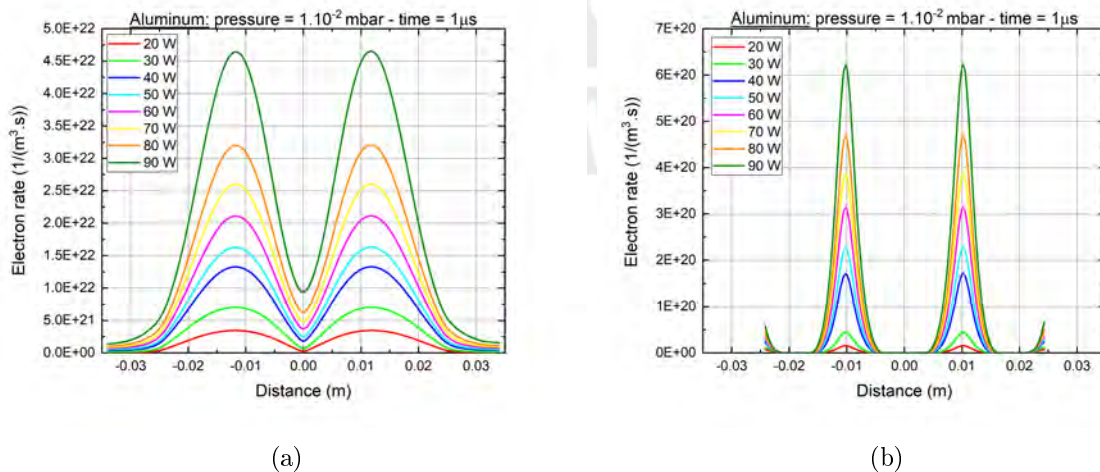 Aluminum: pressure = 1.10⁻² mbar - time = 1μs
5.0E+22
4.5E+22
4.0E+22
3.5E+22
3.0E+22
2.5E+22
2.0E+22
1.5E+22
1.0E+22
5.0E+21
0.0E+00
Electron rate (1/(m³.s))
20 W
30 W
40 W
50 W
60 W
70 W
80 W
90 W
-0.03 -0.02 -0.01 0.00 0.01 0.02 0.03
Distance (m)
(a)
Aluminum: pressure = 1.10⁻² mbar - time = 1μs
7E+20
6E+20
5E+20
4E+20
3E+20
2E+20
1E+20
0E+00
Electron rate (1/(m³.s))
20 W
30 W
40 W
50 W
60 W
70 W
80 W
90 W
-0.03 -0.02 -0.01 0.00 0.01 0.02 0.03
Distance (m)
(b)